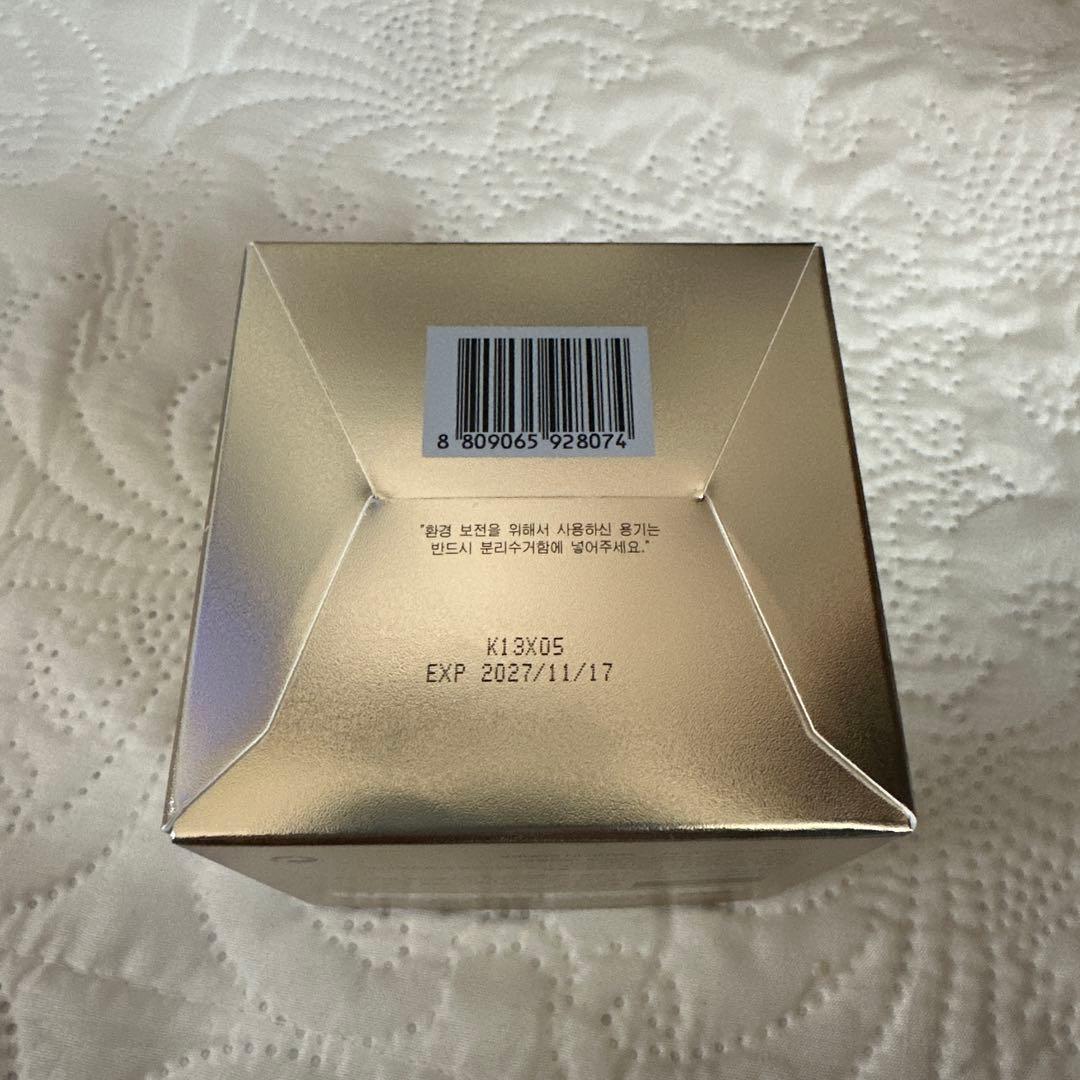 8 809065 928074
"환경 보전을 위해서 사용하신 용기는
반드시 분리수거함에 넣어주세요."
K13X05
EXP 2027/11/17